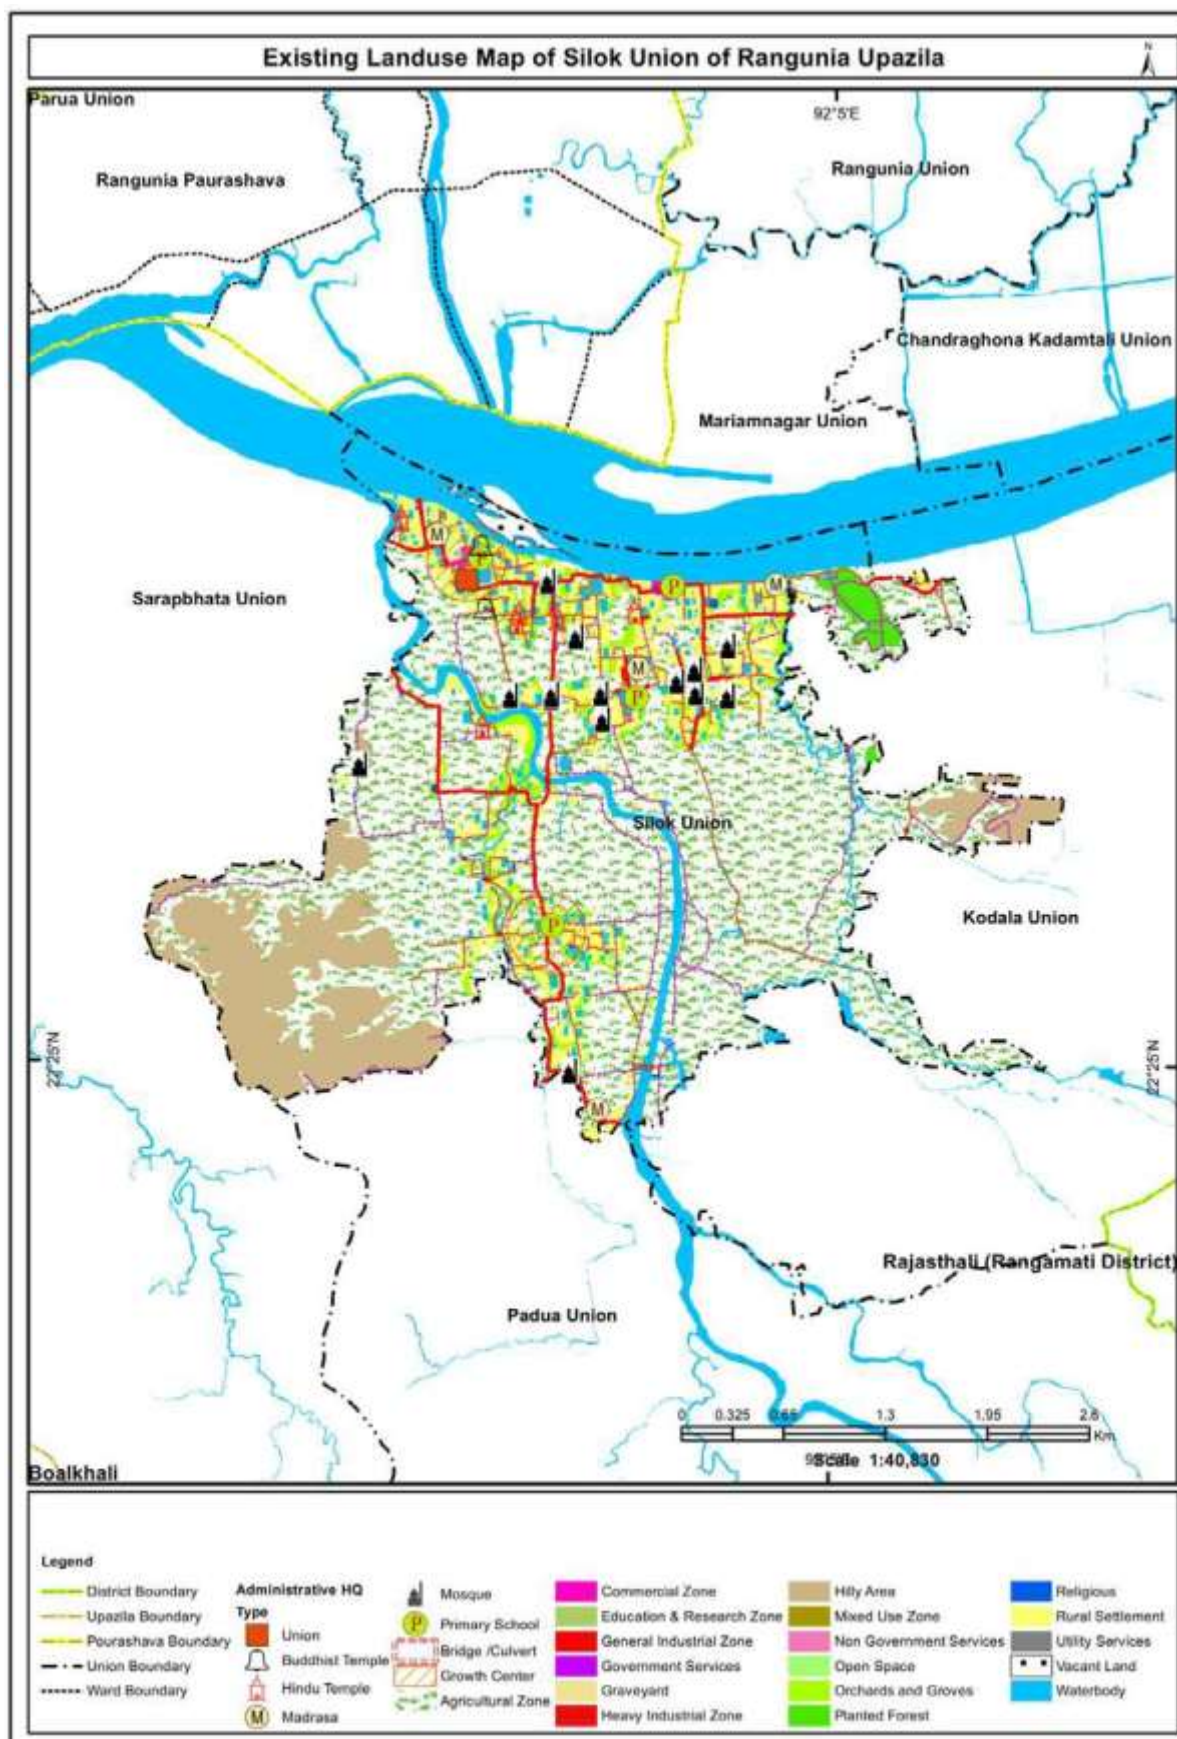 Existing Landuse Map of Silok Union of Rangunia Upazila
N
Parua Union
92°5'E
Rangunia Paurashava
Rangunia Union
Chandraghona Kadamtali Union
Mariamnagar Union
M
P
Sarapbhata Union
P
M
M
P
Silok Union
Kodala Union
P
22°25'N
22°25'N
M
Rajasthali (Rangamati District)
Padua Union
0 0.325 0.65 1.3 1.95 2.6
Km
Scale 1:40,830
Boalkhali
Legend
District Boundary
Upazila Boundary
Pourashava Boundary
Union Boundary
Ward Boundary
Administrative HQ
Type
Union
Buddhist Temple
Hindu Temple
M Madrasa
Mosque
P Primary School
Bridge /Culvert
Growth Center
Agricultural Zone
Commercial Zone
Education & Research Zone
General Industrial Zone
Government Services
Graveyard
Heavy Industrial Zone
Hilly Area
Mixed Use Zone
Non Government Services
Open Space
Orchards and Groves
Planted Forest
Religious
Rural Settlement
Utility Services
Vacant Land
Waterbody